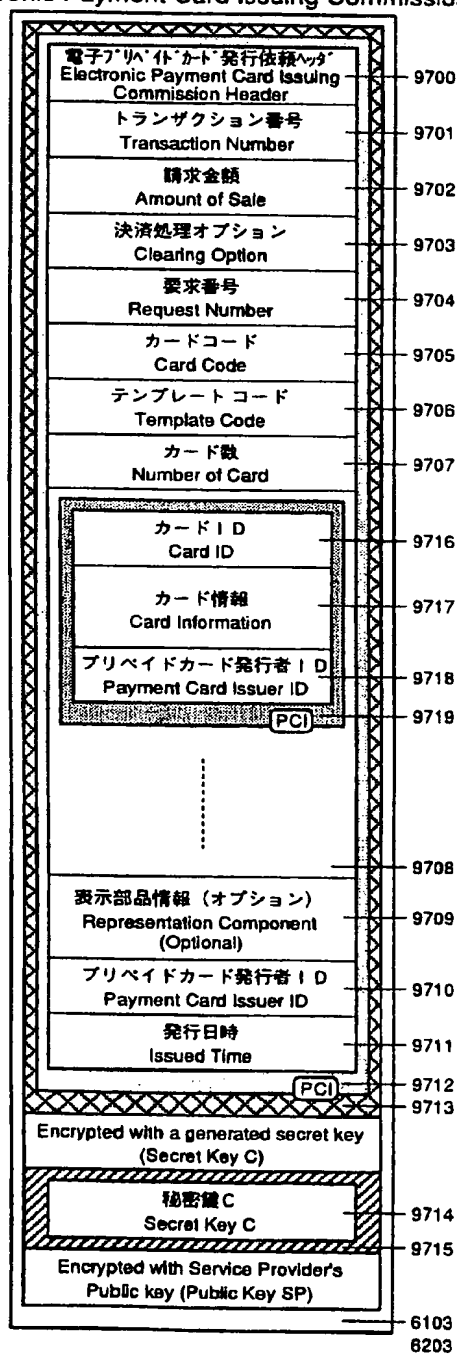 onic Payment Card Issuing Commissi
電子プリペイドカード発行依頼ヘッダ
Electronic Payment Card Issuing
Commission Header
9700
トランザクション番号
Transaction Number
9701
請求金額
Amount of Sale
9702
決済処理オプション
Clearing Option
9703
要求番号
Request Number
9704
カードコード
Card Code
9705
テンプレートコード
Template Code
9706
カード数
Number of Card
9707
カードID
Card ID
9716
カード情報
Card Information
9717
プリペイドカード発行者ID
Payment Card Issuer ID
9718
PCI
9719
9708
表示部品情報（オプション）
Representation Component
(Optional)
9709
プリペイドカード発行者ID
Payment Card Issuer ID
9710
発行日時
Issued Time
9711
PCI
9712
9713
Encrypted with a generated secret key
(Secret Key C)
秘密鍵C
Secret Key C
9714
9715
Encrypted with Service Provider's
Public key (Public Key SP)
6103
6203